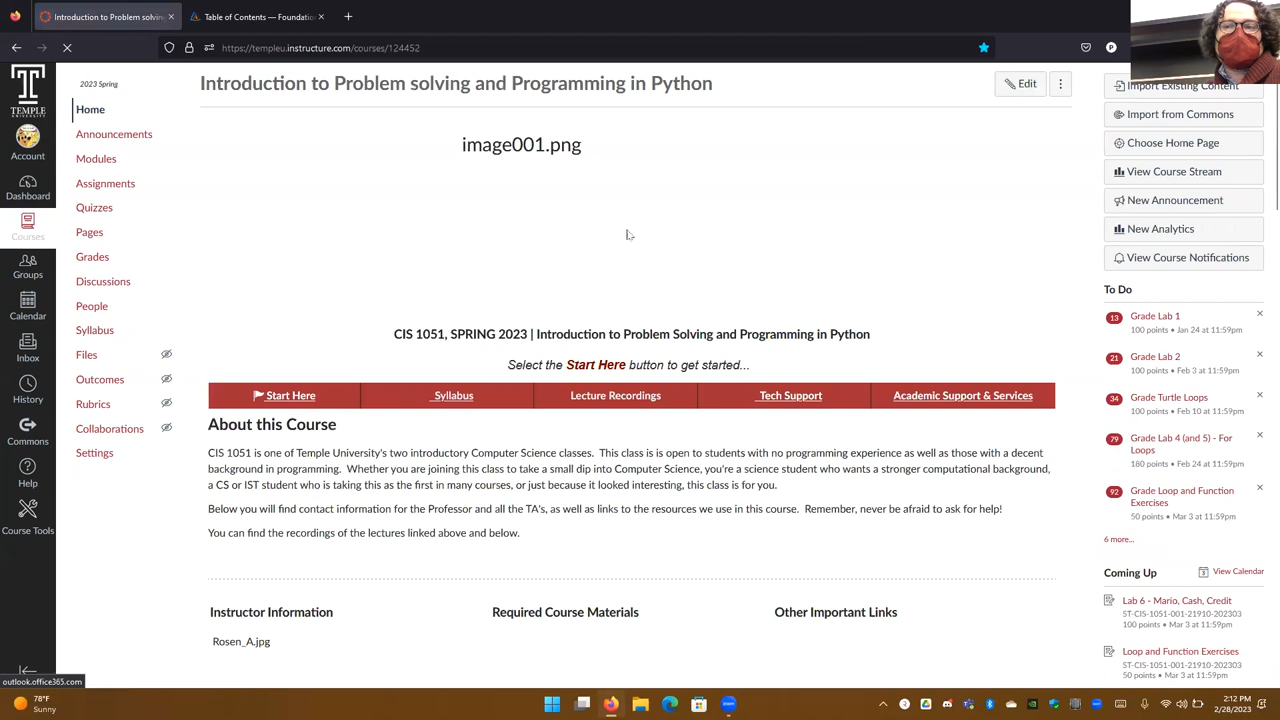 Introduction to Problem solving
Table of Contents — Foundation
https://templeu.instructure.com/courses/124452
TEMPLE
UNIVERSITY
Account
Dashboard
Courses
Groups
Calendar
Inbox
History
Commons
Help
Course Tools
2023 Spring
Home
Announcements
Modules
Assignments
Quizzes
Pages
Grades
Discussions
People
Syllabus
Files
Outcomes
Rubrics
Collaborations
Settings
Introduction to Problem solving and Programming in Python
Edit
image001.png
CIS 1051, SPRING 2023 | Introduction to Problem Solving and Programming in Python
Select the Start Here button to get started...
Start Here
Syllabus
Lecture Recordings
Tech Support
Academic Support & Services
About this Course
CIS 1051 is one of Temple University's two introductory Computer Science classes. This class is is open to students with no programming experience as well as those with a decent
background in programming. Whether you are joining this class to take a small dip into Computer Science, you're a science student who wants a stronger computational background,
a CS or IST student who is taking this as the first in many courses, or just because it looked interesting, this class is for you.
Below you will find contact information for the Professor and all the TA's, as well as links to the resources we use in this course. Remember, never be afraid to ask for help!
You can find the recordings of the lectures linked above and below.
Instructor Information
Required Course Materials
Other Important Links
Rosen_A.jpg
Import Existing Content
Import from Commons
Choose Home Page
View Course Stream
New Announcement
New Analytics
View Course Notifications
To Do
13
Grade Lab 1
100 points • Jan 24 at 11:59pm
21
Grade Lab 2
100 points • Feb 3 at 11:59pm
34
Grade Turtle Loops
100 points • Feb 10 at 11:59pm
79
Grade Lab 4 (and 5) - For
Loops
180 points • Feb 24 at 11:59pm
92
Grade Loop and Function
Exercises
50 points • Mar 3 at 11:59pm
6 more...
Coming Up
View Calendar
Lab 6 - Mario, Cash, Credit
ST-CIS-1051-001-21910-202303
100 points • Mar 3 at 11:59pm
Loop and Function Exercises
ST-CIS-1051-001-21910-202303
50 points • Mar 3 at 11:59pm
outlook.office365.com
78°F
Sunny
zoom
2:12 PM
2/28/2023